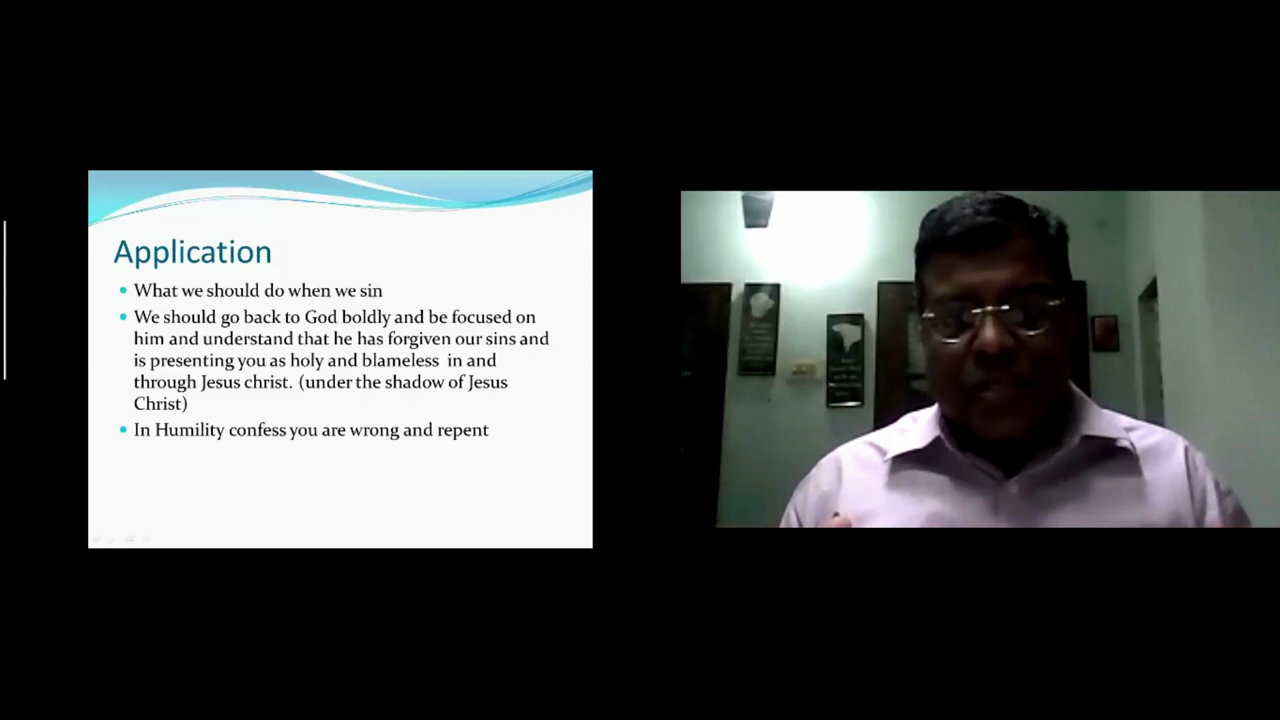 Application
What we should do when we sin
We should go back to God boldly and be focused on
him and understand that he has forgiven our sins and
is presenting you as holy and blameless in and
through Jesus christ. (under the shadow of Jesus
Christ)
In Humility confess you are wrong and repent